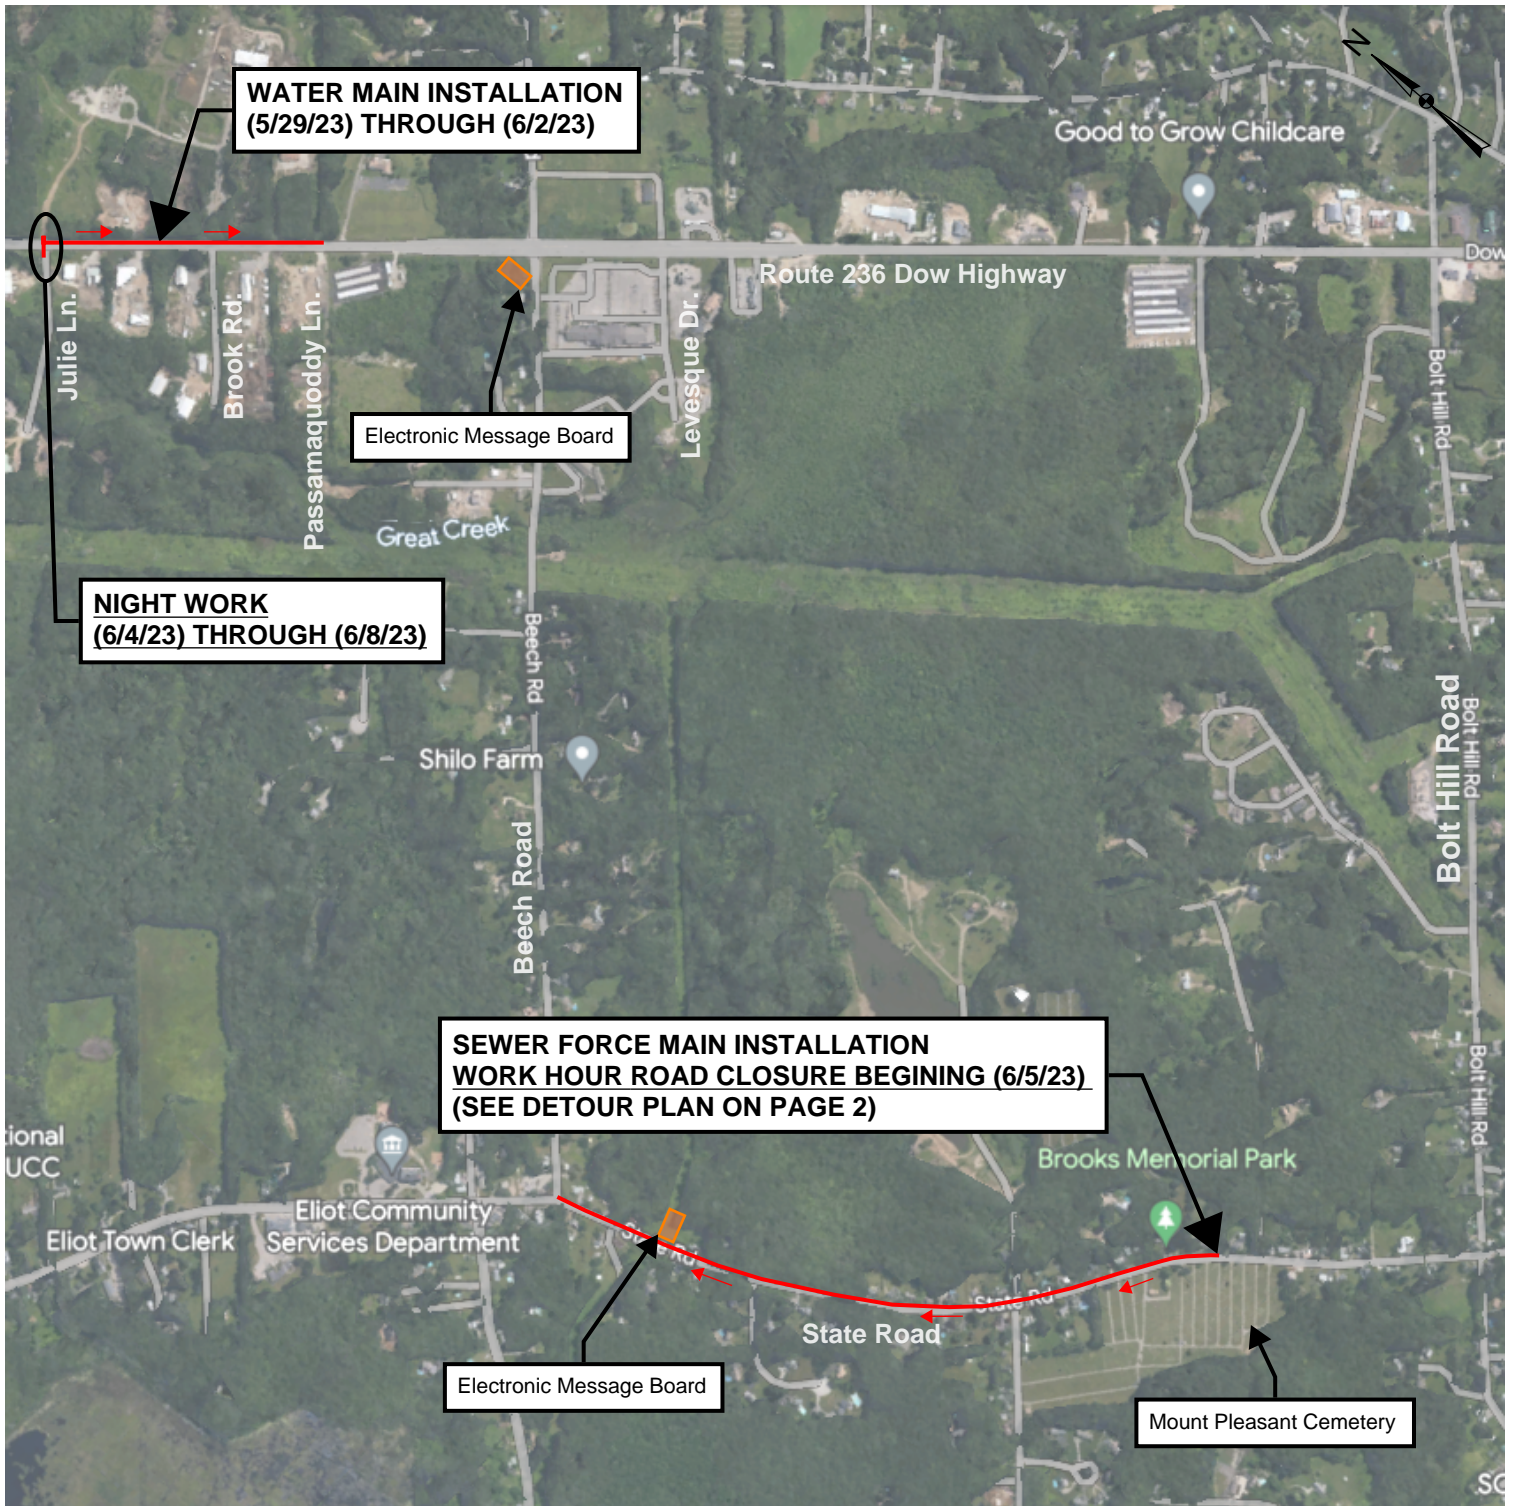 N
WATER MAIN INSTALLATION
(5/29/23) THROUGH (6/2/23)
Good to Grow Childcare
Route 236 Dow Highway
Dow
Julie Ln.
Brook Rd.
Passamaquoddy Ln.
Levesque Dr.
Bolt Hill Rd
Electronic Message Board
Great Creek
NIGHT WORK
(6/4/23) THROUGH (6/8/23)
Beech Rd
Shilo Farm
Bolt Hill Road
Bolt Hill Rd
Beech Road
SEWER FORCE MAIN INSTALLATION
WORK HOUR ROAD CLOSURE BEGINING (6/5/23)
(SEE DETOUR PLAN ON PAGE 2)
Bolt Hill Rd
tional
UCC
Brooks Memorial Park
Eliot Community
Services Department
Eliot Town Clerk
State Rd
State Rd
State Road
Electronic Message Board
Mount Pleasant Cemetery
SC